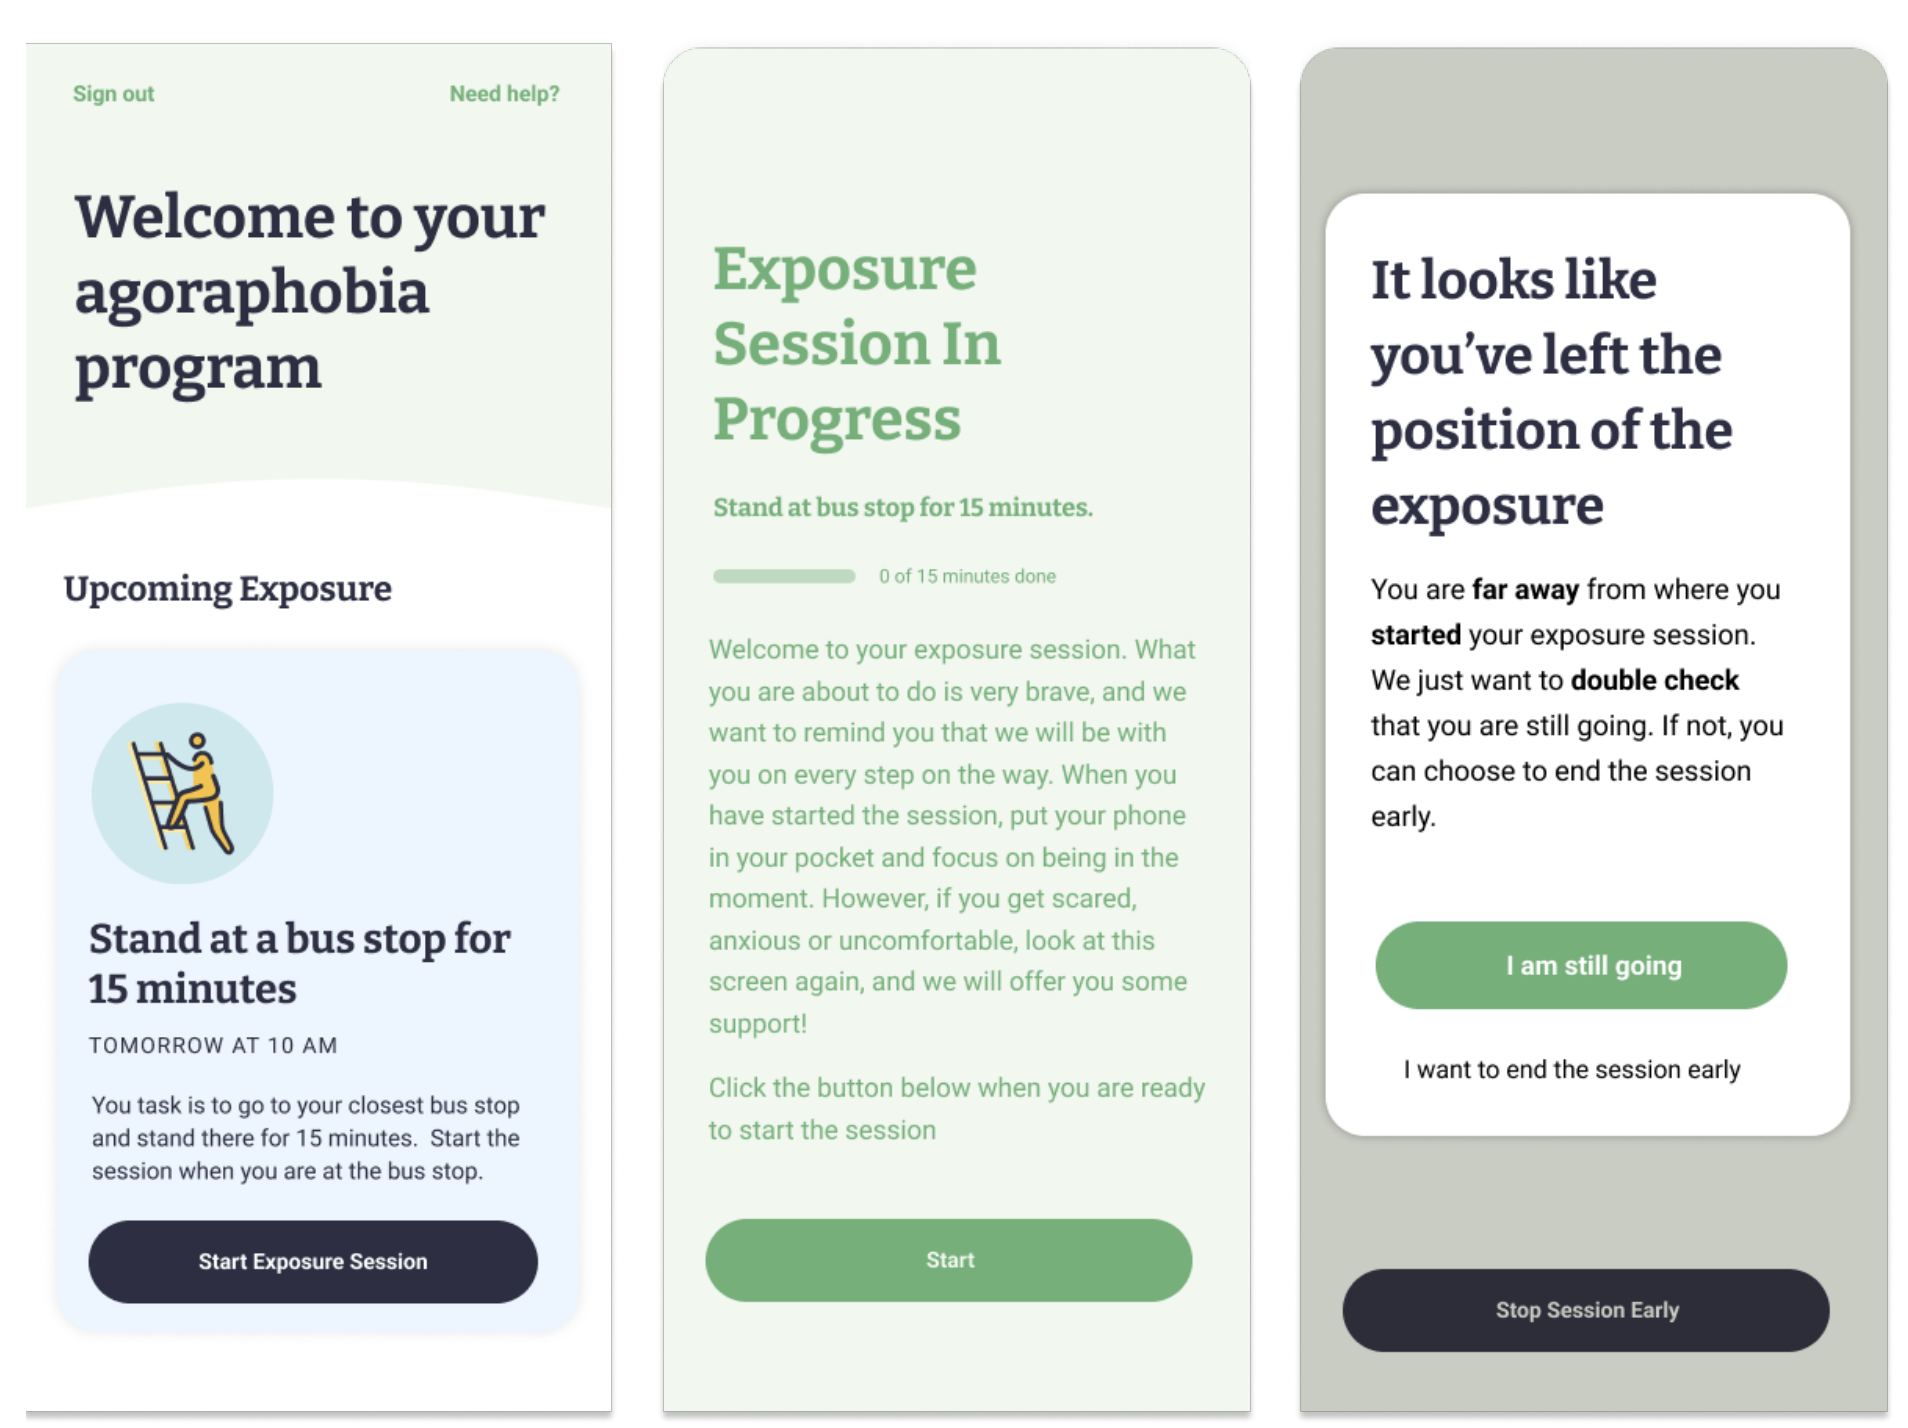 Sign out
Need help?
Welcome to your
agoraphobia
program
Upcoming Exposure
Stand at a bus stop for
15 minutes
TOMORROW AT 10 AM
You task is to go to your closest bus stop
and stand there for 15 minutes.  Start the
session when you are at the bus stop.
Start Exposure Session
Exposure
Session In
Progress
Stand at bus stop for 15 minutes.
0 of 15 minutes done
Welcome to your exposure session. What
you are about to do is very brave, and we
want to remind you that we will be with
you on every step on the way. When you
have started the session, put your phone
in your pocket and focus on being in the
moment. However, if you get scared,
anxious or uncomfortable, look at this
screen again, and we will offer you some
support!
Click the button below when you are ready
to start the session
Start
It looks like
you’ve left the
position of the
exposure
You are far away from where you
started your exposure session.
We just want to double check
that you are still going. If not, you
can choose to end the session
early.
I am still going
I want to end the session early
Stop Session Early